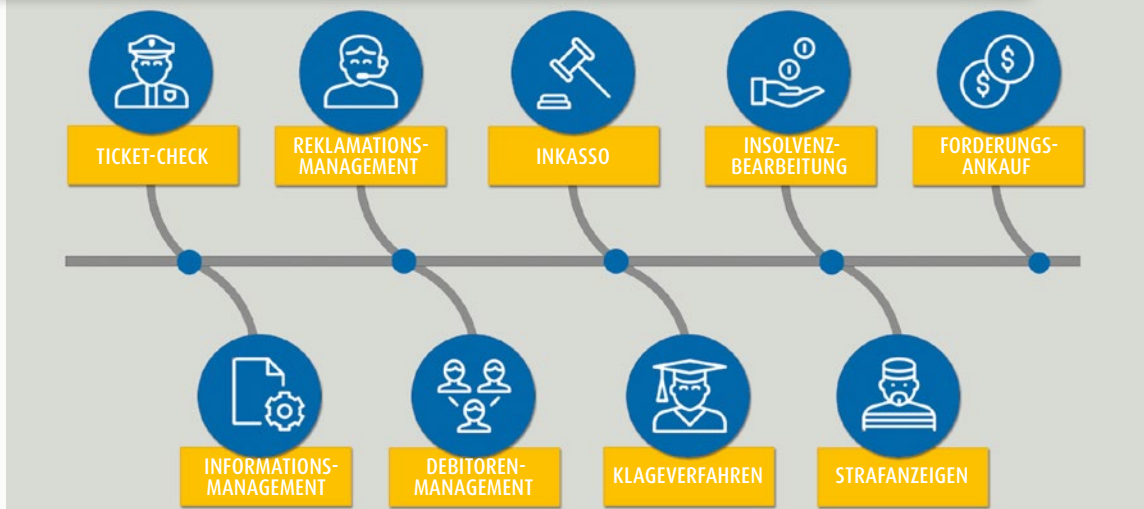 TICKET-CHECK
REKLAMATIONS-
MANAGEMENT
INKASSO
INSOLVENZ-
BEARBEITUNG
FORDERUNGS-
ANKAUF
INFORMATIONS-
MANAGEMENT
DEBITOREN-
MANAGEMENT
KLAGEVERFAHREN
STRAFANZEIGEN